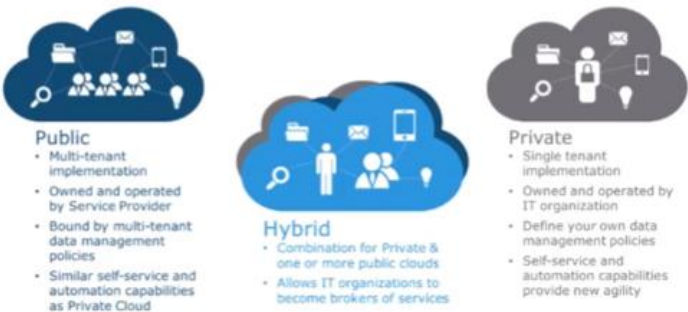 Public
• Multi-tenant
implementation
• Owned and operated
by Service Provider
• Bound by multi-tenant
data management
policies
• Similar self-service and
automation capabilities
as Private Cloud
Hybrid
• Combination for Private &
one or more public clouds
• Allows IT organizations to
become brokers of services
Private
• Single tenant
implementation
• Owned and operated by
IT organization
• Define your own data
management policies
• Self-service and
automation capabilities
provide new agility